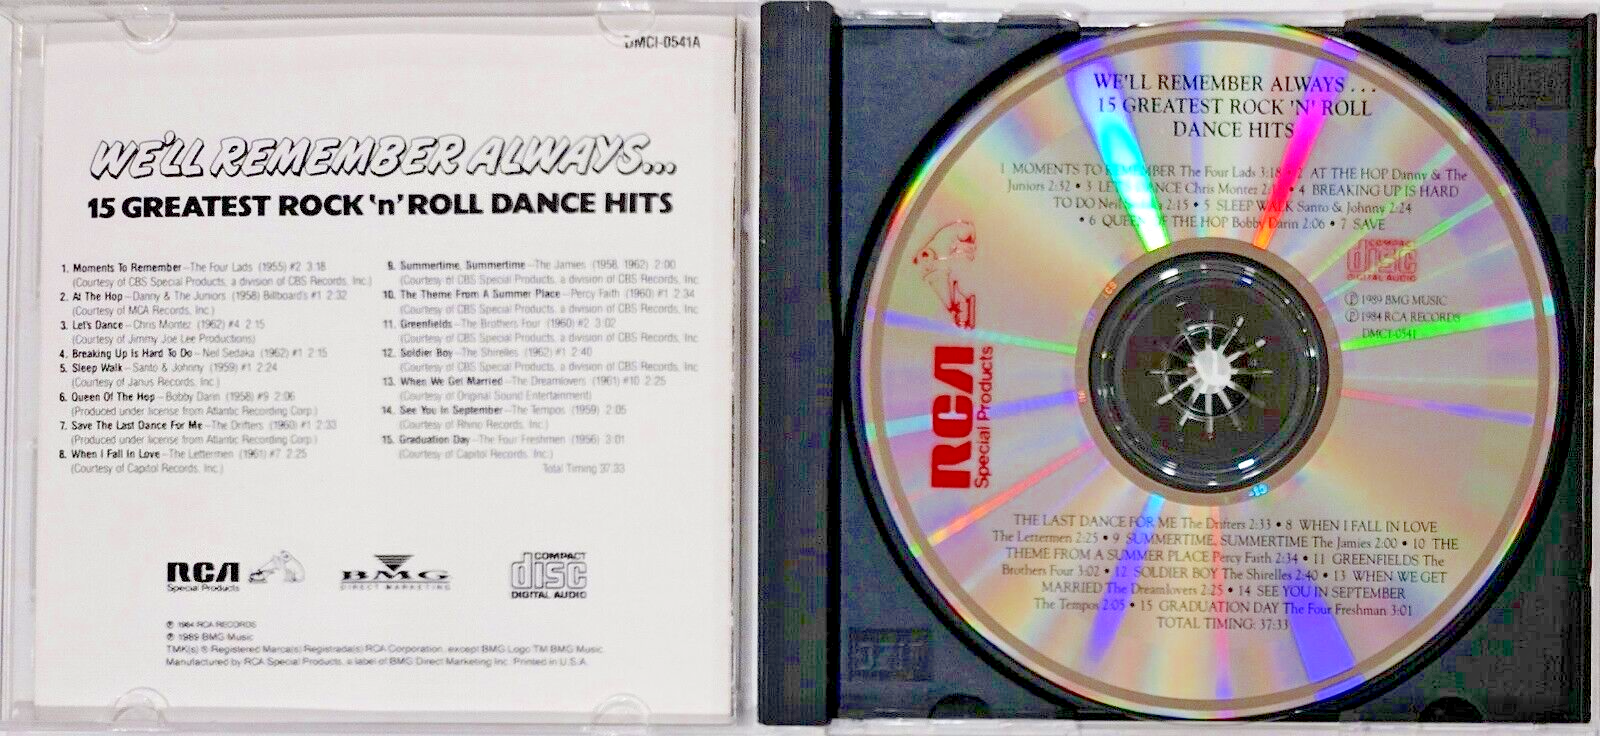 DMCI-0541A
WE'LL REMEMBER ALWAYS...
15 GREATEST ROCK 'n' ROLL DANCE HITS
1. Moments To Remember—The Four Lads (1955) #2 3:18
(Courtesy of CBS Special Products, a division of CBS Records, Inc.)
2. At The Hop—Danny & The Juniors (1958) Billboard's #1 2:32
(Courtesy of MCA Records, Inc.)
3. Let's Dance—Chris Montez (1962) #4 2:15
(Courtesy of Jimmy Joe Lee Productions)
4. Breaking Up Is Hard To Do—Neil Sedaka (1962) #1 2:15
5. Sleep Walk—Santo & Johnny (1959) #1 2:24
(Courtesy of Janus Records, Inc.)
6. Queen Of The Hop—Bobby Darin (1958) #9 2:06
(Produced under license from Atlantic Recording Corp.)
7. Save The Last Dance For Me—The Drifters (1960) #1 2:33
(Produced under license from Atlantic Recording Corp.)
8. When I Fall In Love—The Lettermen (1961) #7 2:25
(Courtesy of Capitol Records, Inc.)
9. Summertime, Summertime—The Jamies (1958, 1962) 2:00
(Courtesy of CBS Special Products, a division of CBS Records, Inc.
10. The Theme From A Summer Place—Percy Faith (1960) #1 2:34
(Courtesy of CBS Special Products, a division of CBS Records, Inc.
11. Greenfields—The Brothers Four (1960) #2 3:02
(Courtesy of CBS Special Products, a division of CBS Records, Inc.
12. Soldier Boy—The Shirelles (1962) #1 2:40
(Courtesy of CBS Special Products, a division of CBS Records, Inc.
13. When We Get Married—The Dreamlovers (1961) #10 2:25
(Courtesy of Original Sound Entertainment)
14. See You In September—The Tempos (1959) 2:05
(Courtesy of Rhino Records, Inc.)
15. Graduation Day—The Four Freshmen (1956) 3:01
(Courtesy of Capitol Records, Inc.)
Total Timing 37:33
RCA
Special Products
BMG
DIRECT MARKETING
COMPACT
disc
DIGITAL AUDIO
℗ 1984 RCA RECORDS
℗ 1989 BMG Music
TMK(s) ® Registered Marca(s) Registrada(s) RCA Corporation, except BMG Logo TM BMG Music
Manufactured by RCA Special Products, a label of BMG Direct Marketing Inc. Printed in U.S.A.
WE'LL REMEMBER ALWAYS...
15 GREATEST ROCK 'N' ROLL
DANCE HITS
1 MOMENTS TO REMEMBER The Four Lads 3:18 • 2 AT THE HOP Danny & The
Juniors 2:32 • 3 LET'S DANCE Chris Montez • 4 BREAKING UP IS HARD
TO DO Neil 2:15 • 5 SLEEP WALK Santo & Johnny 2:24
• 6 QUEEN OF THE HOP Bobby Darin 2:06 • 7 SAVE
COMPACT
disc
DIGITAL AUDIO
℗ 1989 BMG MUSIC
℗ 1984 RCA RECORDS
DMC1-0541
RCA
Special Products
THE LAST DANCE FOR ME The Drifters 2:33 • 8 WHEN I FALL IN LOVE
The Lettermen 2:25 • 9 SUMMERTIME, SUMMERTIME The Jamies 2:00 • 10 THE
THEME FROM A SUMMER PLACE Percy Faith 2:34 • 11 GREENFIELDS The
Brothers Four 3:02 • 12 SOLDIER BOY The Shirelles 2:40 • 13 WHEN WE GET
MARRIED The Dreamlovers 2:25 • 14 SEE YOU IN SEPTEMBER
The Tempos 2:05 • 15 GRADUATION DAY The Four Freshman 3:01
TOTAL TIMING: 37:33